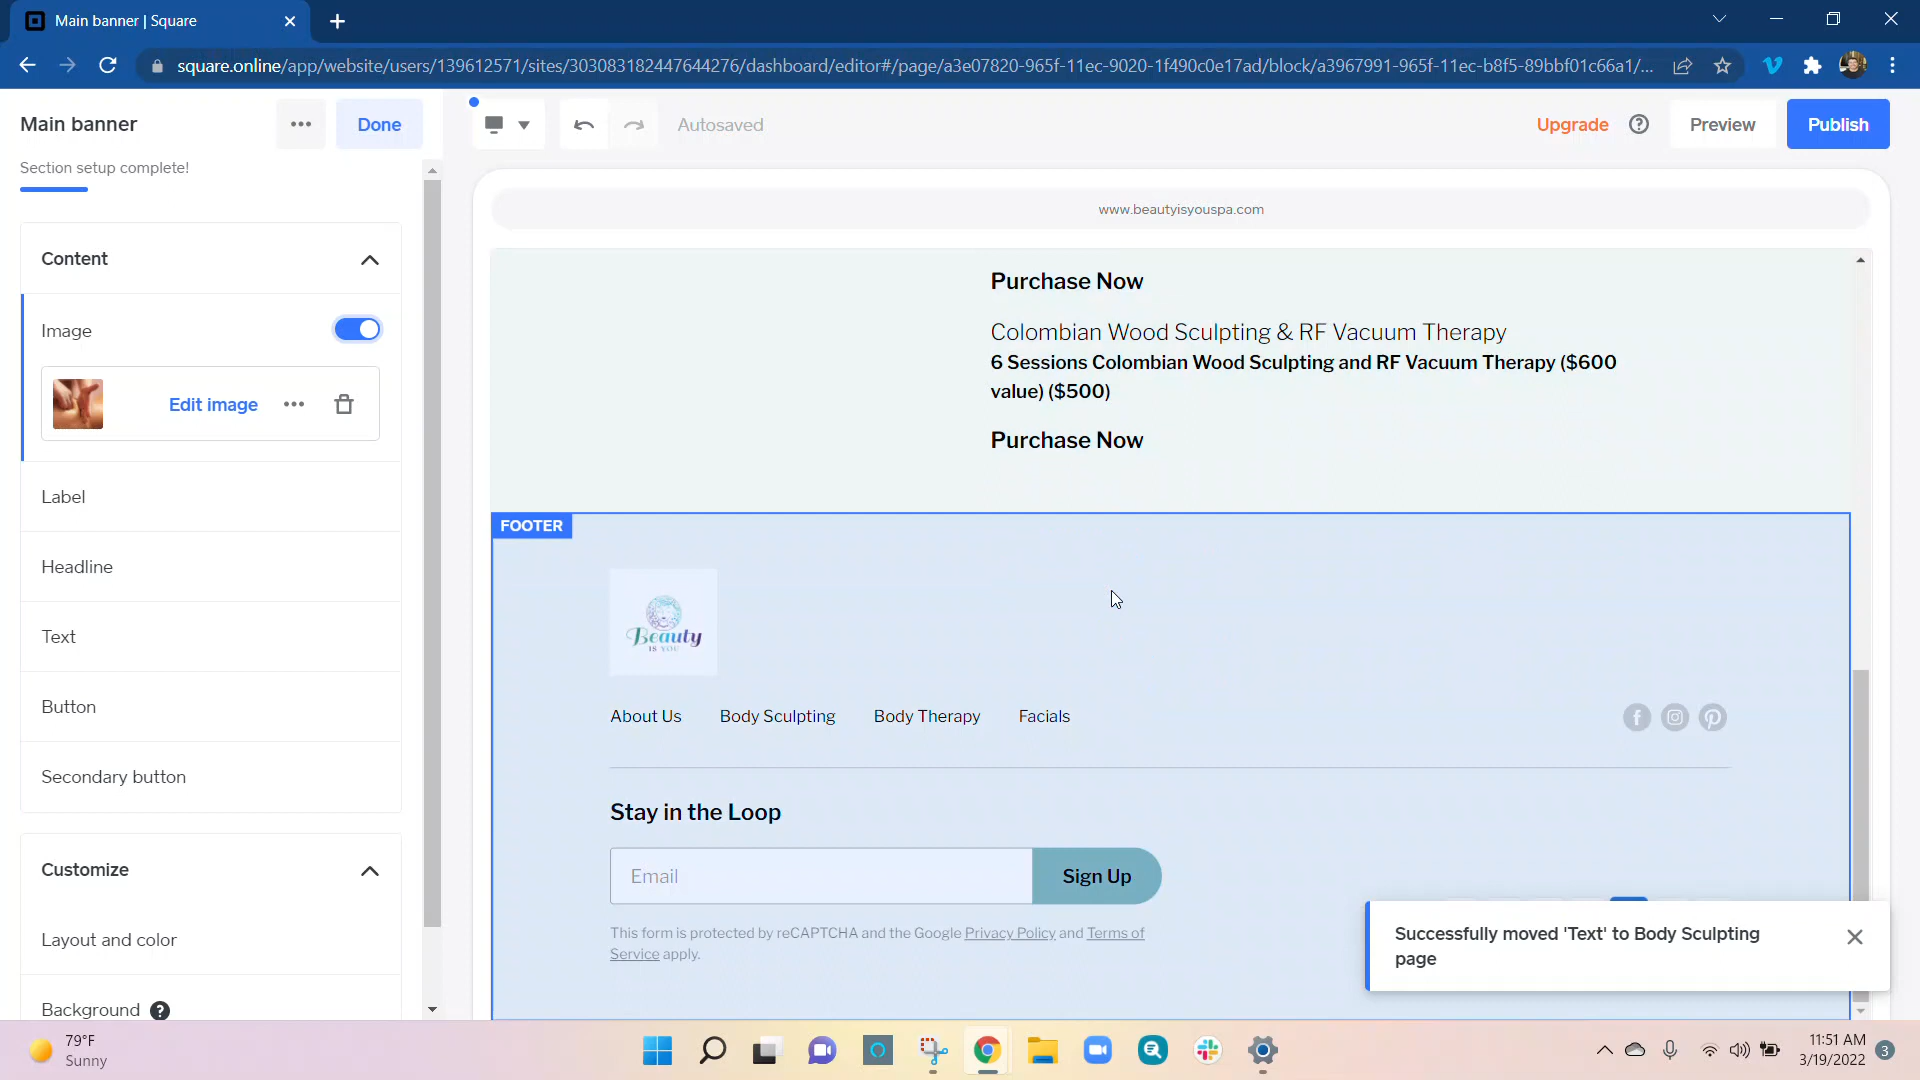 Main banner | Square
square.online/app/website/users/139612571/sites/303083182447644276/dashboard/editor#/page/a3e07820-965f-11ec-9020-1f490c0e17ad/block/a3967991-965f-11ec-b8f5-89bbf01c66a1/...
Main banner
Done
Autosaved
Upgrade
Preview
Publish
Section setup complete!
www.beautyisyouspa.com
Content
Image
Edit image
Label
Headline
Text
Button
Secondary button
Customize
Layout and color
Background ?
Purchase Now
Colombian Wood Sculpting & RF Vacuum Therapy
6 Sessions Colombian Wood Sculpting and RF Vacuum Therapy ($600
value) ($500)
Purchase Now
FOOTER
Beauty
IS YOU
About Us
Body Sculpting
Body Therapy
Facials
Stay in the Loop
Email
Sign Up
This form is protected by reCAPTCHA and the Google Privacy Policy and Terms of
Service apply.
Successfully moved 'Text' to Body Sculpting
page
79°F
Sunny
11:51 AM
3/19/2022
3